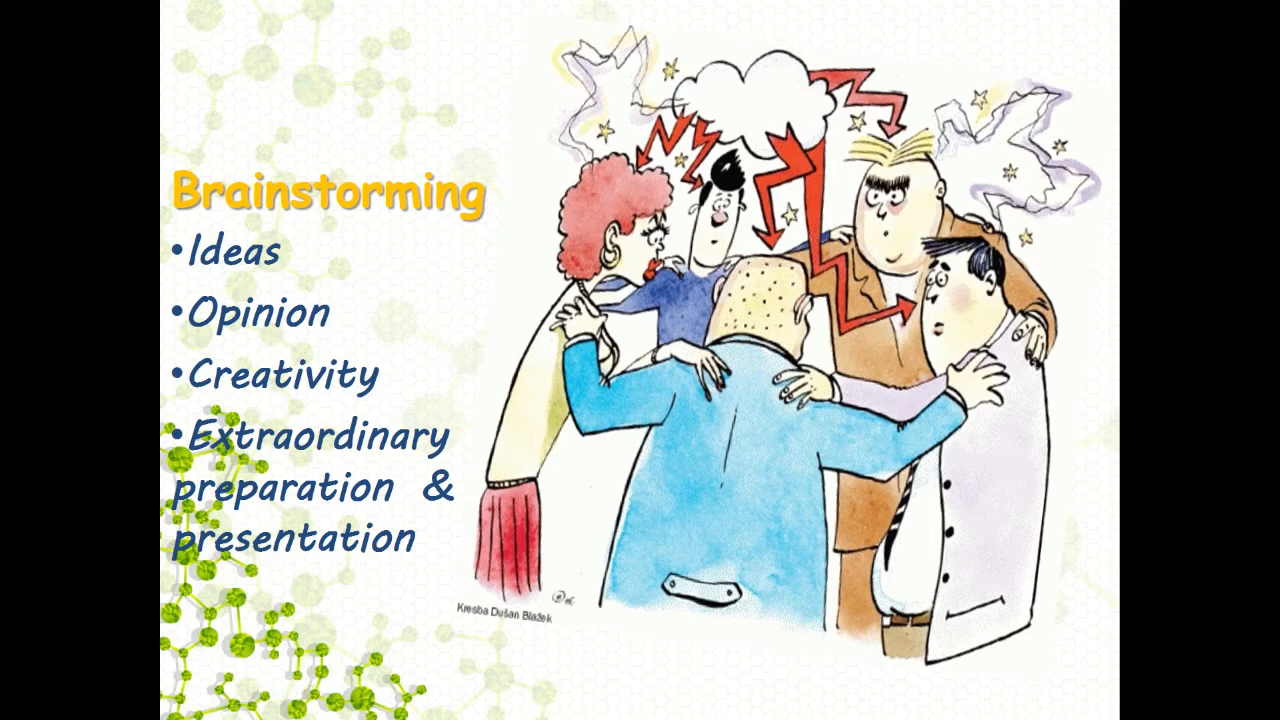 Brainstorming
•Ideas
•Opinion
•Creativity
•Extraordinary
preparation &
presentation
Kresba Dušan Blažek